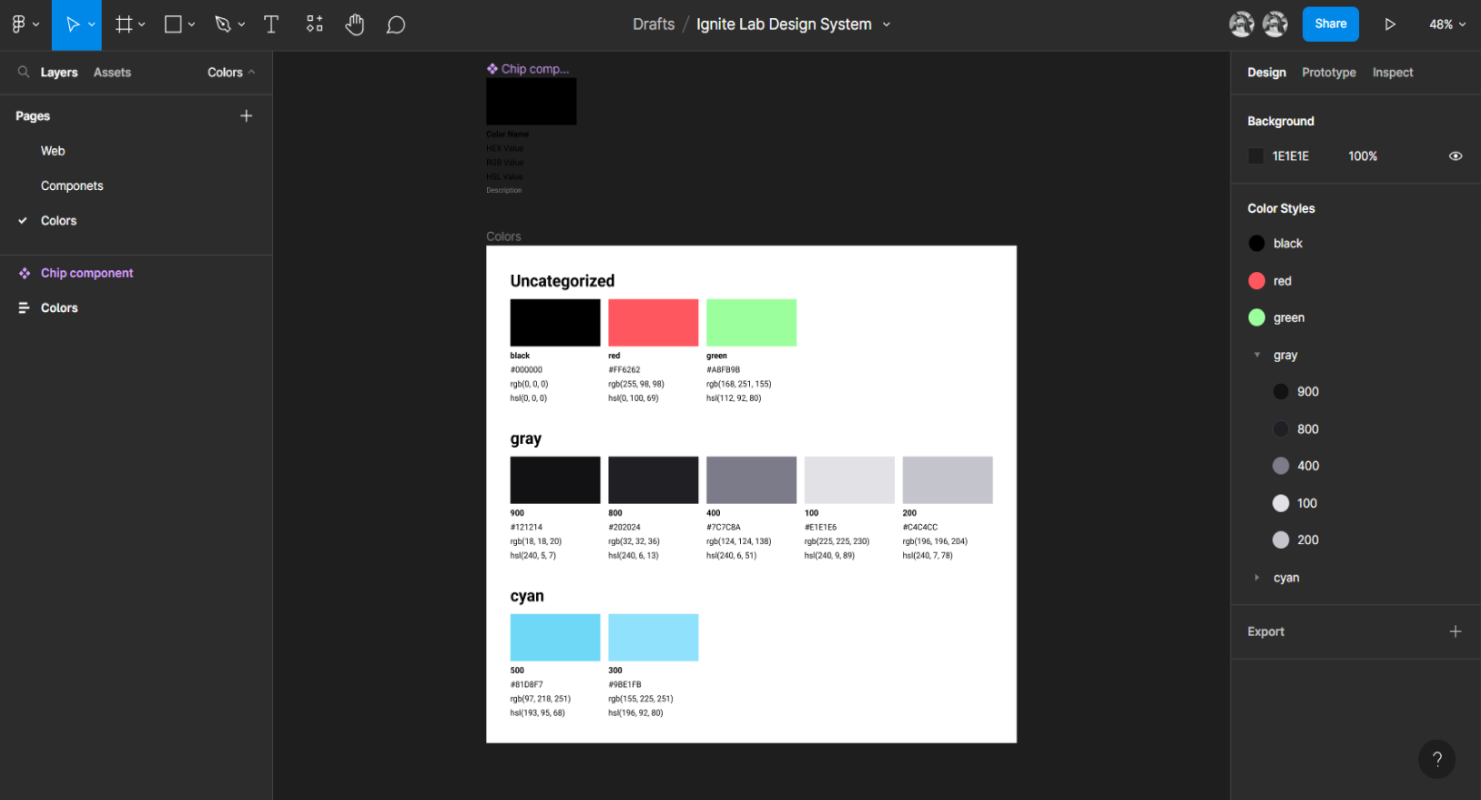 Drafts / Ignite Lab Design System
Share
48%
Layers Assets Colors
Pages
Web
Componets
Colors
Chip component
Colors
Chip comp...
Color Name
HEX Value
RGB Value
HSL Value
Description
Colors
Uncategorized
black red green
#000000 #FF6262 #A8FB9B
rgb(0, 0, 0) rgb(255, 98, 98) rgb(168, 251, 155)
hsl(0, 0, 0) hsl(0, 100, 69) hsl(112, 92, 80)
gray
900 800 400 100 200
#121214 #202024 #7C7C8A #E1E1E6 #C4C4CC
rgb(18, 18, 20) rgb(32, 32, 36) rgb(124, 124, 138) rgb(225, 225, 230) rgb(196, 196, 204)
hsl(240, 5, 7) hsl(240, 6, 13) hsl(240, 6, 51) hsl(240, 9, 89) hsl(240, 7, 78)
cyan
500 300
#81D8F7 #9BE1FB
rgb(97, 218, 251) rgb(155, 225, 251)
hsl(193, 95, 68) hsl(196, 92, 80)
Design Prototype Inspect
Background
1E1E1E 100%
Color Styles
black
red
green
gray
900
800
400
100
200
cyan
Export
?